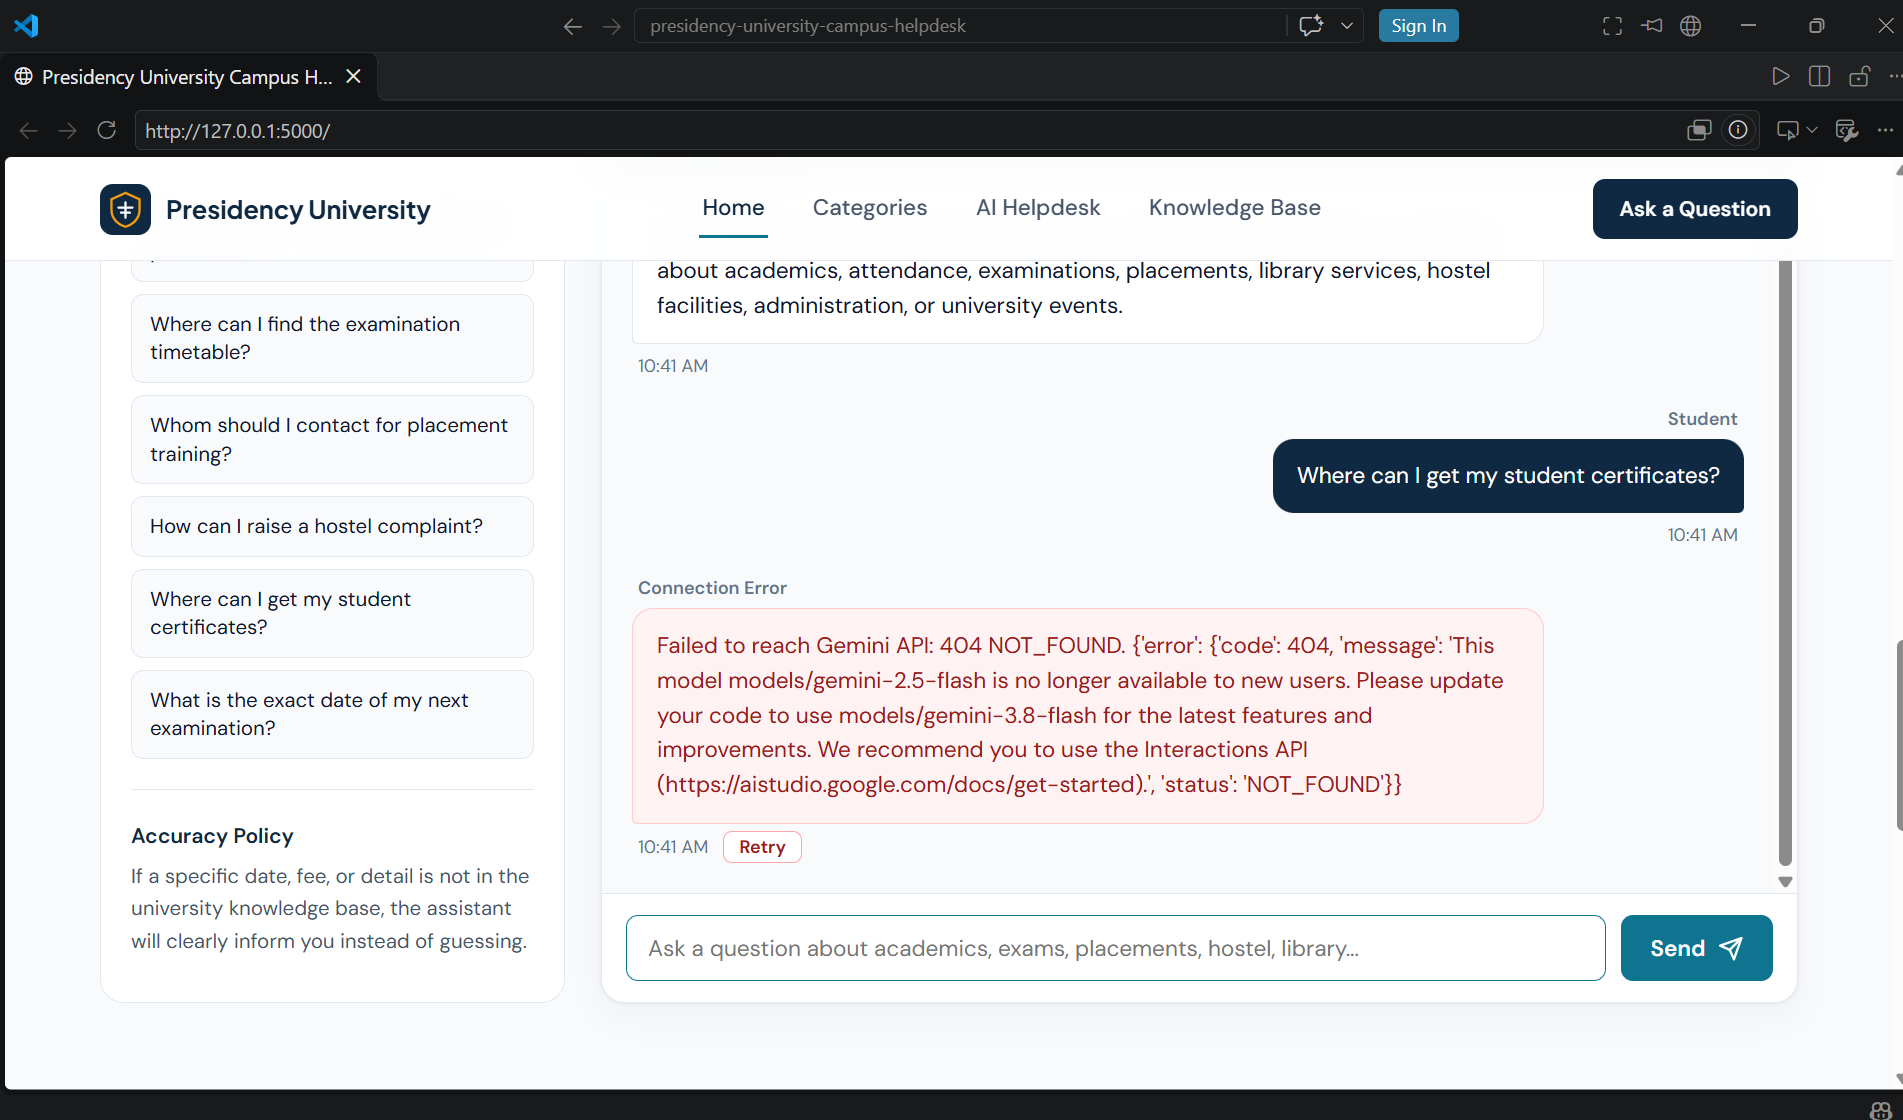 presidency-university-campus-helpdesk
Sign In
Presidency University Campus H...
http://127.0.0.1:5000/
Presidency University
Home
Categories
AI Helpdesk
Knowledge Base
Ask a Question
Where can I find the examination
timetable?
Whom should I contact for placement
training?
How can I raise a hostel complaint?
Where can I get my student
certificates?
What is the exact date of my next
examination?
Accuracy Policy
If a specific date, fee, or detail is not in the
university knowledge base, the assistant
will clearly inform you instead of guessing.
about academics, attendance, examinations, placements, library services, hostel
facilities, administration, or university events.
10:41 AM
Student
Where can I get my student certificates?
10:41 AM
Connection Error
Failed to reach Gemini API: 404 NOT_FOUND. {'error': {'code': 404, 'message': 'This
model models/gemini-2.5-flash is no longer available to new users. Please update
your code to use models/gemini-3.8-flash for the latest features and
improvements. We recommend you to use the Interactions API
(https://aistudio.google.com/docs/get-started).', 'status': 'NOT_FOUND'}}
10:41 AM
Retry
Ask a question about academics, exams, placements, hostel, library...
Send